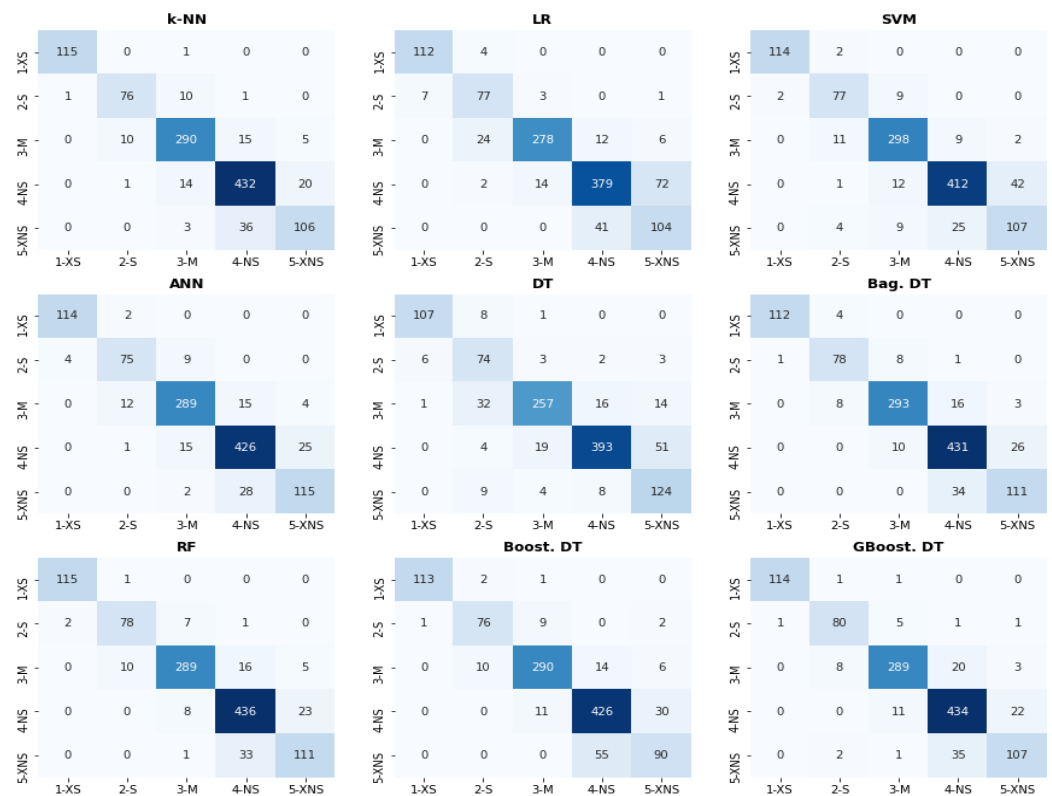 k-NN LR SVM
1-XS 115 0 1 0 0 1-XS 112 4 0 0 0 1-XS 114 2 0 0 0
2-S 1 76 10 1 0 2-S 7 77 3 0 1 2-S 2 77 9 0 0
3-M 0 10 290 15 5 3-M 0 24 278 12 6 3-M 0 11 298 9 2
4-NS 0 1 14 432 20 4-NS 0 2 14 379 72 4-NS 0 1 12 412 42
5-XNS 0 0 3 36 106 5-XNS 0 0 0 41 104 5-XNS 0 4 9 25 107
1-XS 2-S 3-M 4-NS 5-XNS 1-XS 2-S 3-M 4-NS 5-XNS 1-XS 2-S 3-M 4-NS 5-XNS
ANN DT Bag. DT
1-XS 114 2 0 0 0 1-XS 107 8 1 0 0 1-XS 112 4 0 0 0
2-S 4 75 9 0 0 2-S 6 74 3 2 3 2-S 1 78 8 1 0
3-M 0 12 289 15 4 3-M 1 32 257 16 14 3-M 0 8 293 16 3
4-NS 0 1 15 426 25 4-NS 0 4 19 393 51 4-NS 0 0 10 431 26
5-XNS 0 0 2 28 115 5-XNS 0 9 4 8 124 5-XNS 0 0 0 34 111
1-XS 2-S 3-M 4-NS 5-XNS 1-XS 2-S 3-M 4-NS 5-XNS 1-XS 2-S 3-M 4-NS 5-XNS
RF Boost. DT GBoost. DT
1-XS 115 1 0 0 0 1-XS 113 2 1 0 0 1-XS 114 1 1 0 0
2-S 2 78 7 1 0 2-S 1 76 9 0 2 2-S 1 80 5 1 1
3-M 0 10 289 16 5 3-M 0 10 290 14 6 3-M 0 8 289 20 3
4-NS 0 0 8 436 23 4-NS 0 0 11 426 30 4-NS 0 0 11 434 22
5-XNS 0 0 1 33 111 5-XNS 0 0 0 55 90 5-XNS 0 2 1 35 107
1-XS 2-S 3-M 4-NS 5-XNS 1-XS 2-S 3-M 4-NS 5-XNS 1-XS 2-S 3-M 4-NS 5-XNS